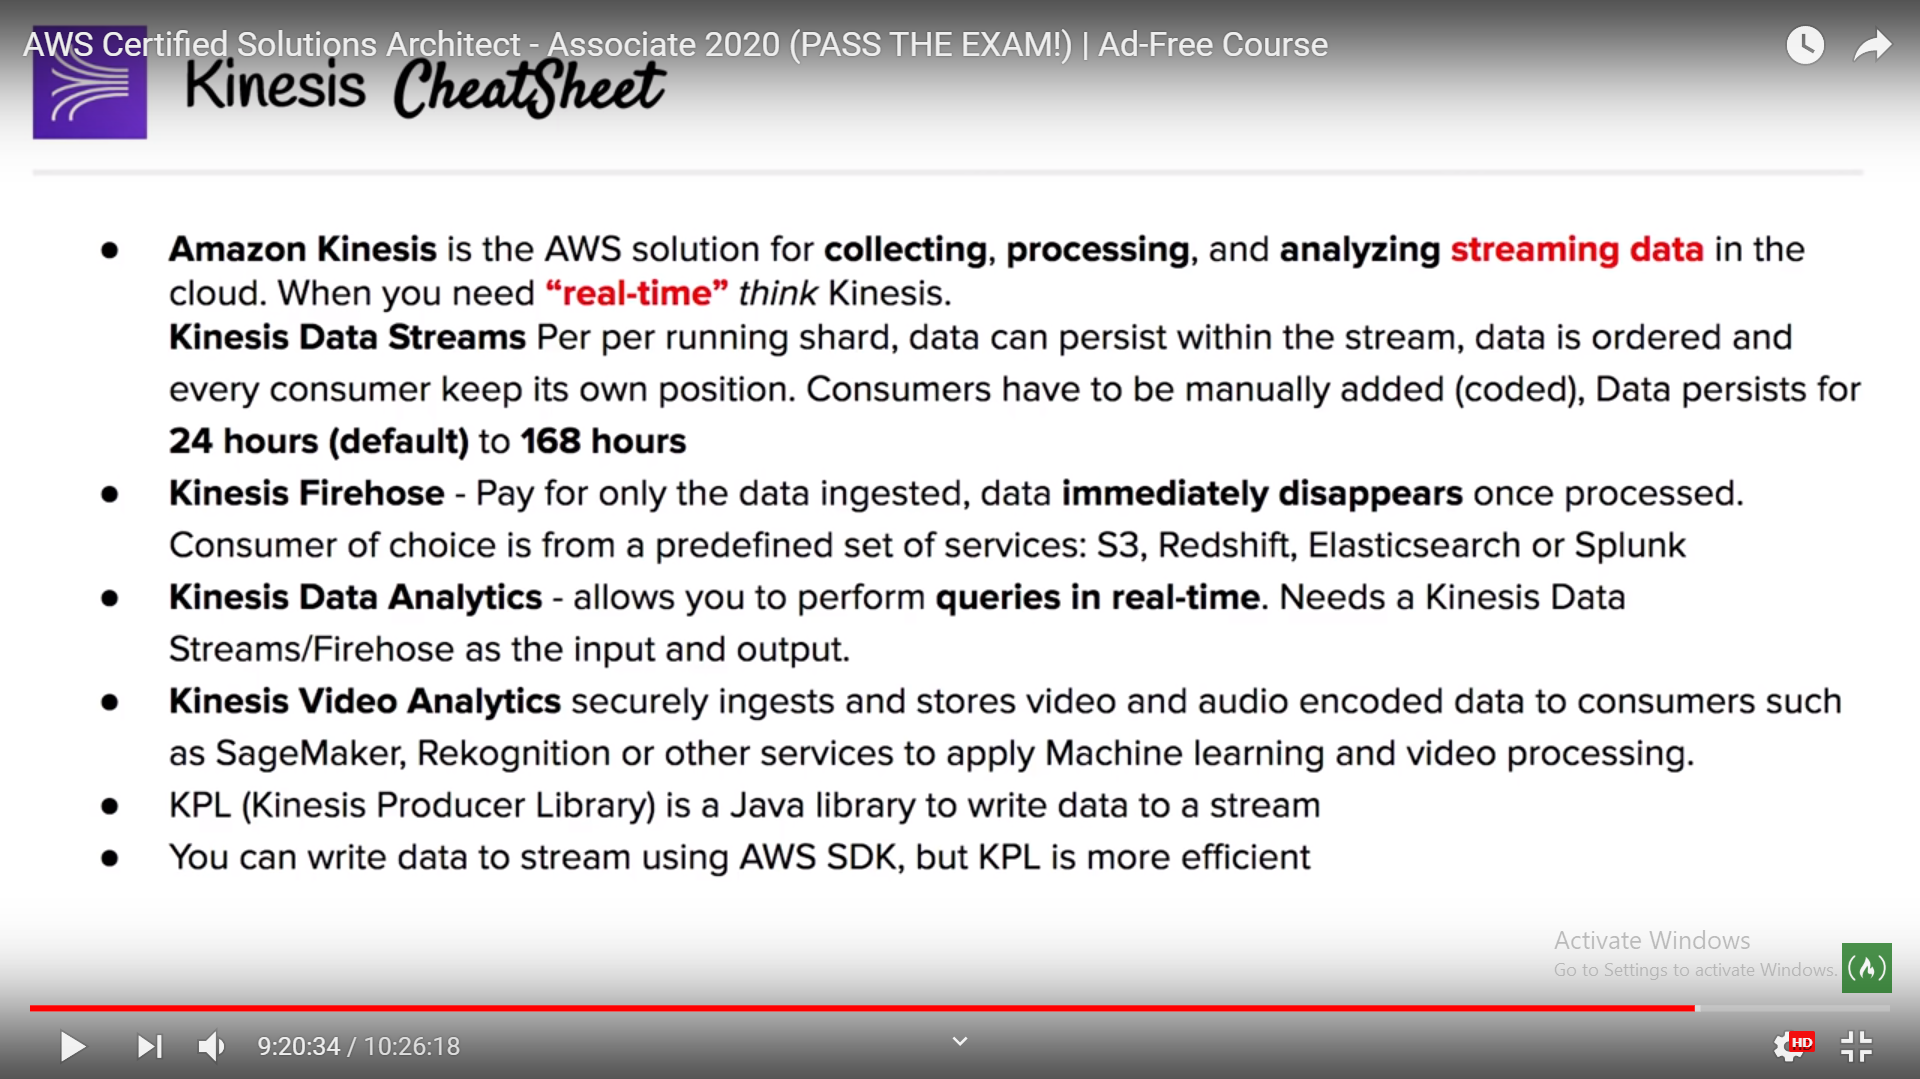 AWS Certified Solutions Architect - Associate 2020 (PASS THE EXAM!) | Ad-Free Course
Kinesis CheatSheet
● Amazon Kinesis is the AWS solution for collecting, processing, and analyzing streaming data in the
cloud. When you need “real-time” think Kinesis.
Kinesis Data Streams Per per running shard, data can persist within the stream, data is ordered and
every consumer keep its own position. Consumers have to be manually added (coded), Data persists for
24 hours (default) to 168 hours
● Kinesis Firehose - Pay for only the data ingested, data immediately disappears once processed.
Consumer of choice is from a predefined set of services: S3, Redshift, Elasticsearch or Splunk
● Kinesis Data Analytics - allows you to perform queries in real-time. Needs a Kinesis Data
Streams/Firehose as the input and output.
● Kinesis Video Analytics securely ingests and stores video and audio encoded data to consumers such
as SageMaker, Rekognition or other services to apply Machine learning and video processing.
● KPL (Kinesis Producer Library) is a Java library to write data to a stream
● You can write data to stream using AWS SDK, but KPL is more efficient
Activate Windows
Go to Settings to activate Windows.
9:20:34 / 10:26:18
HD